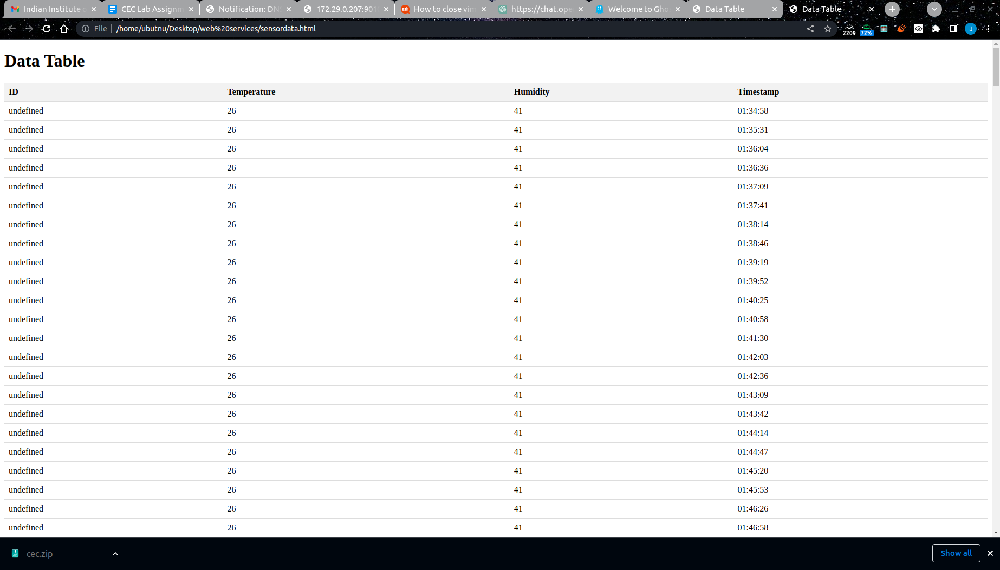 Indian Institute o CEC Lab Assignm Notification: DN 172.29.0.207:901 How to close vim https://chat.ope Welcome to Gho Data Table Data Table
File /home/ubutnu/Desktop/web%20services/sensordata.html 2209 72% J
Data Table
ID Temperature Humidity Timestamp
undefined 26 41 01:34:58
undefined 26 41 01:35:31
undefined 26 41 01:36:04
undefined 26 41 01:36:36
undefined 26 41 01:37:09
undefined 26 41 01:37:41
undefined 26 41 01:38:14
undefined 26 41 01:38:46
undefined 26 41 01:39:19
undefined 26 41 01:39:52
undefined 26 41 01:40:25
undefined 26 41 01:40:58
undefined 26 41 01:41:30
undefined 26 41 01:42:03
undefined 26 41 01:42:36
undefined 26 41 01:43:09
undefined 26 41 01:43:42
undefined 26 41 01:44:14
undefined 26 41 01:44:47
undefined 26 41 01:45:20
undefined 26 41 01:45:53
undefined 26 41 01:46:26
undefined 26 41 01:46:58
cec.zip Show all